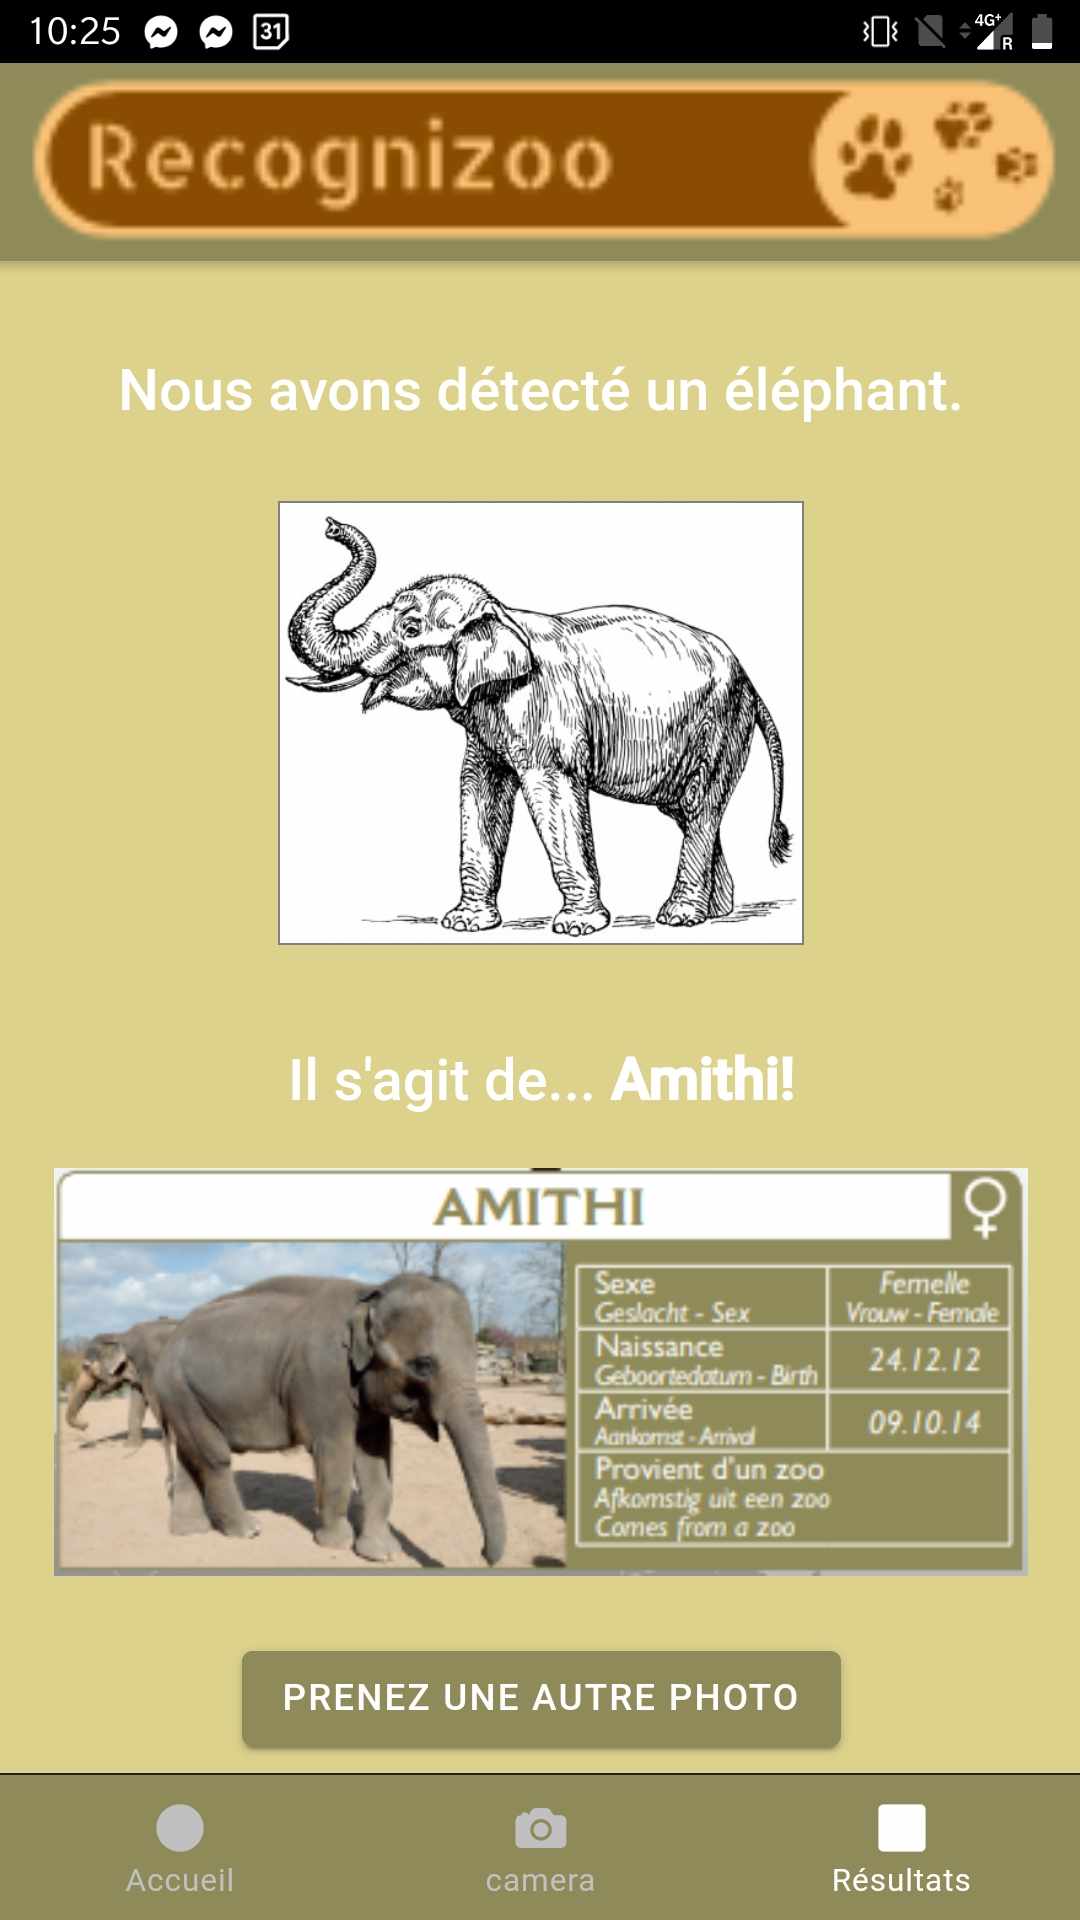 10:25
31
4G+
R
Recognizoo
Nous avons détecté un éléphant.
Il s'agit de... Amithi!
AMITHI
Sexe
Geslacht - Sex
Femelle
Vrouw - Female
Naissance
Geboortedatum - Birth
24.12.12
Arrivée
Aankomst - Arrival
09.10.14
Provient d'un zoo
Afkomstig uit een zoo
Comes from a zoo
PRENEZ UNE AUTRE PHOTO
Accueil
camera
Résultats